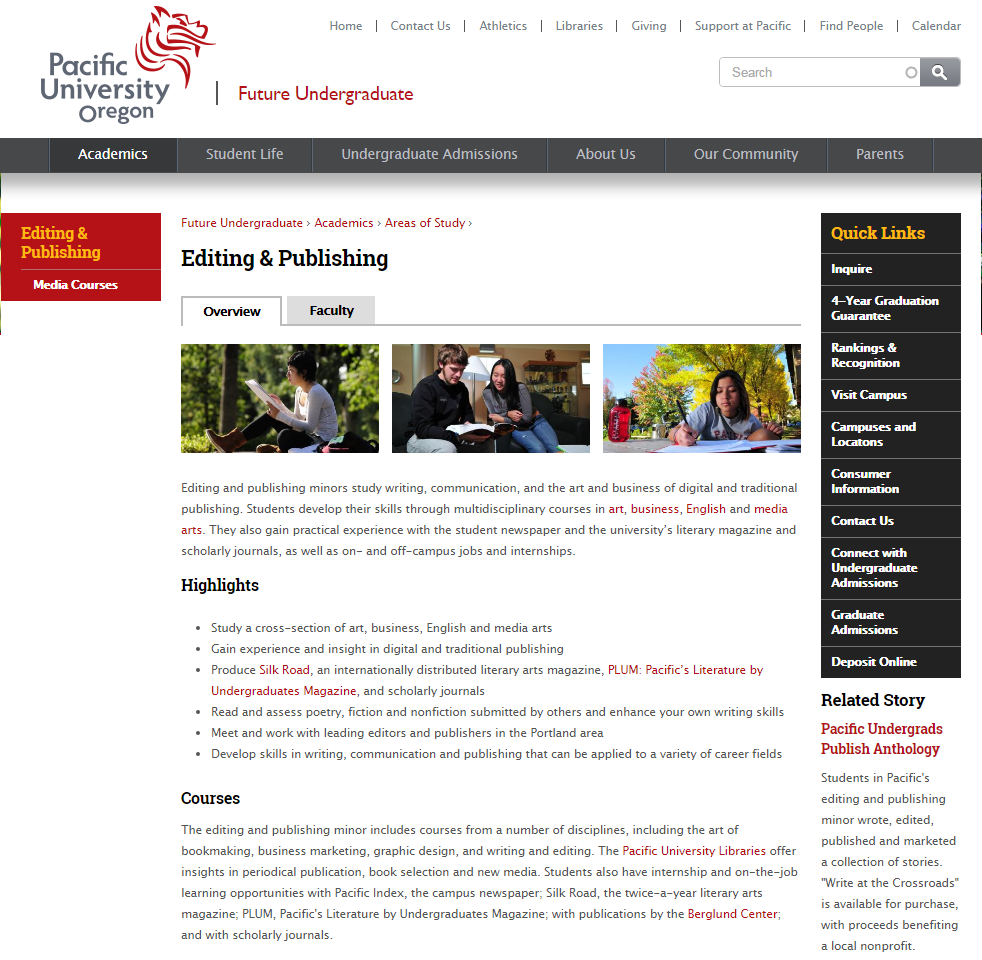 Pacific
University
Oregon
Future Undergraduate
Home
Contact Us
Athletics
Libraries
Giving
Support at Pacific
Find People
Calendar
Search
Academics
Student Life
Undergraduate Admissions
About Us
Our Community
Parents
Editing &
Publishing
Media Courses
Future Undergraduate › Academics › Areas of Study ›
Editing & Publishing
Overview
Faculty
Editing and publishing minors study writing, communication, and the art and business of digital and traditional
publishing. Students develop their skills through multidisciplinary courses in art, business, English and media
arts. They also gain practical experience with the student newspaper and the university's literary magazine and
scholarly journals, as well as on- and off-campus jobs and internships.
Highlights
• Study a cross-section of art, business, English and media arts
• Gain experience and insight in digital and traditional publishing
• Produce Silk Road, an internationally distributed literary arts magazine, PLUM: Pacific's Literature by
Undergraduates Magazine, and scholarly journals
• Read and assess poetry, fiction and nonfiction submitted by others and enhance your own writing skills
• Meet and work with leading editors and publishers in the Portland area
• Develop skills in writing, communication and publishing that can be applied to a variety of career fields
Courses
The editing and publishing minor includes courses from a number of disciplines, including the art of
bookmaking, business marketing, graphic design, and writing and editing. The Pacific University Libraries offer
insights in periodical publication, book selection and new media. Students also have internship and on-the-job
learning opportunities with Pacific Index, the campus newspaper; Silk Road, the twice-a-year literary arts
magazine; PLUM, Pacific's Literature by Undergraduates Magazine; with publications by the Berglund Center;
and with scholarly journals.
Quick Links
Inquire
4-Year Graduation
Guarantee
Rankings &
Recognition
Visit Campus
Campuses and
Locatons
Consumer
Information
Contact Us
Connect with
Undergraduate
Admissions
Graduate
Admissions
Deposit Online
Related Story
Pacific Undergrads
Publish Anthology
Students in Pacific's
editing and publishing
minor wrote, edited,
published and marketed
a collection of stories.
"Write at the Crossroads"
is available for purchase,
with proceeds benefiting
a local nonprofit.